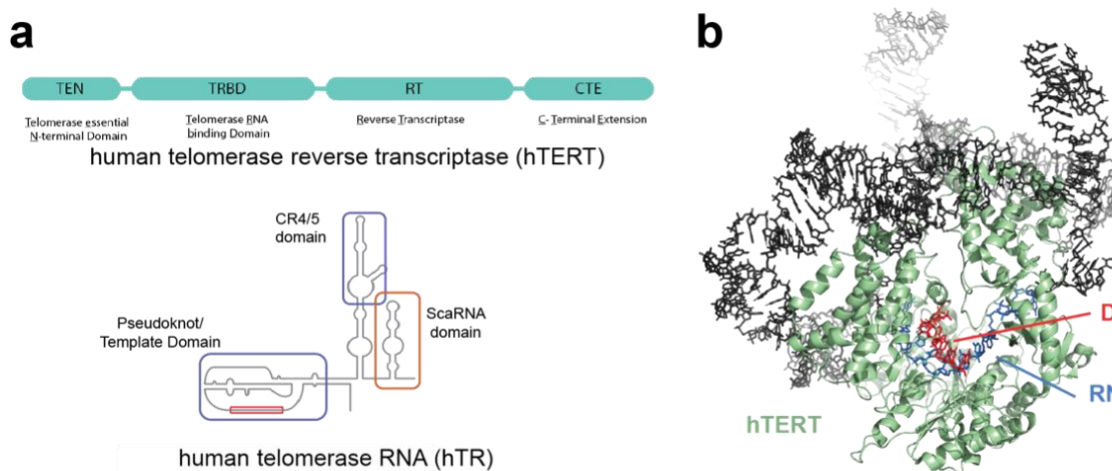 a
TEN
TRBD
RT
CTE
Telomerase essential
N-terminal Domain)
Telomerase RNA
binding Domain)
Reverse Transcriptase)
C- Terminal Extension)
human telomerase reverse transcriptase (hTERT)
CR4/5
domain
ScaRNA
domain
Pseudoknot/
Template Domain
human telomerase RNA (hTR)
b
D
RN
hTERT